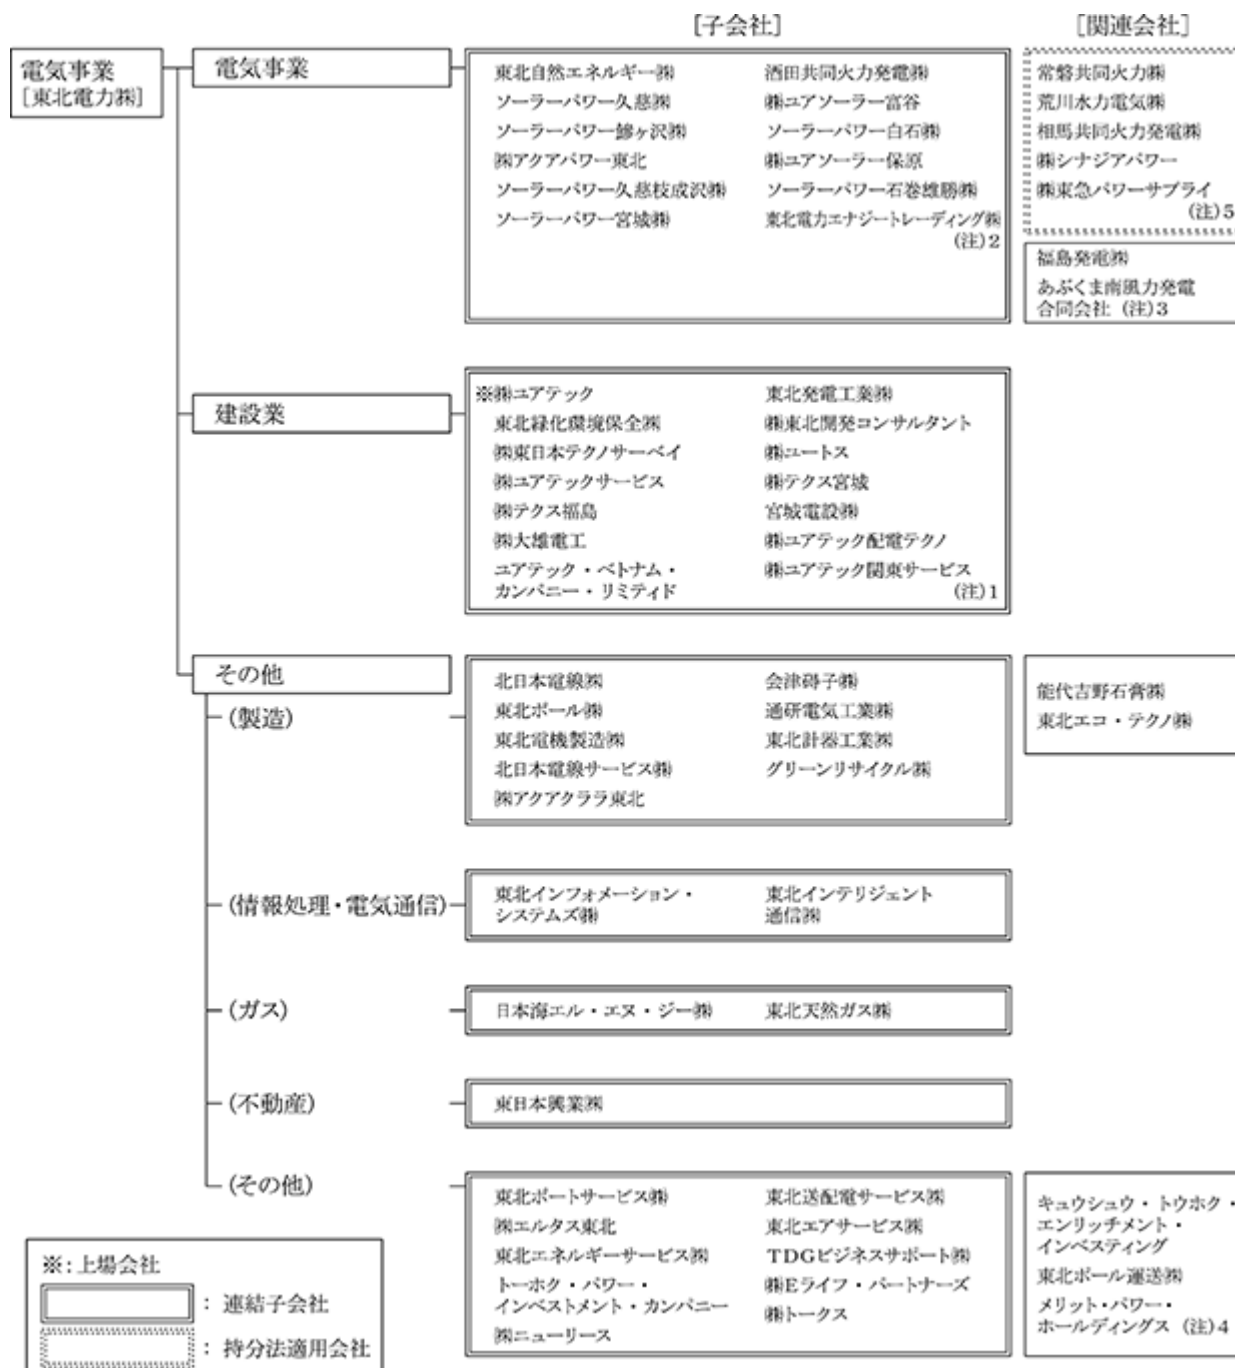 [子会社]
[関連会社]
電気事業
[東北電力㈱]
電気事業
東北自然エネルギー㈱
酒田共同火力発電㈱
ソーラーパワー久慈㈱
㈱ユアソーラー富谷
ソーラーパワー鰺ヶ沢㈱
ソーラーパワー白石㈱
㈱アクアパワー東北
㈱ユアソーラー保原
ソーラーパワー久慈枝成沢㈱
ソーラーパワー石巻雄勝㈱
ソーラーパワー宮城㈱
東北電力エナジートレーディング㈱
(注)2
常磐共同火力㈱
荒川水力電気㈱
相馬共同火力発電㈱
㈱シナジアパワー
㈱東急パワーサプライ
(注)5
福島発電㈱
あぶくま南風力発電
合同会社 (注)3
建設業
※㈱ユアテック
東北発電工業㈱
東北緑化環境保全㈱
㈱東北開発コンサルタント
㈱東日本テクノサーベイ
㈱ユートス
㈱ユアテックサービス
㈱テクス宮城
㈱テクス福島
宮城電設㈱
㈱大雄電工
㈱ユアテック配電テクノ
ユアテック・ベトナム・
カンパニー・リミティド
㈱ユアテック関東サービス
(注)1
その他
(製造)
北日本電線㈱
会津碍子㈱
東北ポール㈱
通研電気工業㈱
東北電機製造㈱
東北計器工業㈱
北日本電線サービス㈱
グリーンリサイクル㈱
㈱アクアクララ東北
能代吉野石膏㈱
東北エコ・テクノ㈱
(情報処理・電気通信)
東北インフォメーション・
システムズ㈱
東北インテリジェント
通信㈱
(ガス)
日本海エル・エヌ・ジー㈱
東北天然ガス㈱
(不動産)
東日本興業㈱
(その他)
東北ポートサービス㈱
東北送配電サービス㈱
㈱エルタス東北
東北エアサービス㈱
東北エネルギーサービス㈱
TDGビジネスサポート㈱
トーホク・パワー・
インベストメント・カンパニー
㈱Eライフ・パートナーズ
㈱ニューリース
㈱トークス
キュウシュウ・トウホク・
エンリッチメント・
インベスティング
東北ポール運送㈱
メリット・パワー・
ホールディングス (注)4
※：上場会社
：連結子会社
：持分法適用会社